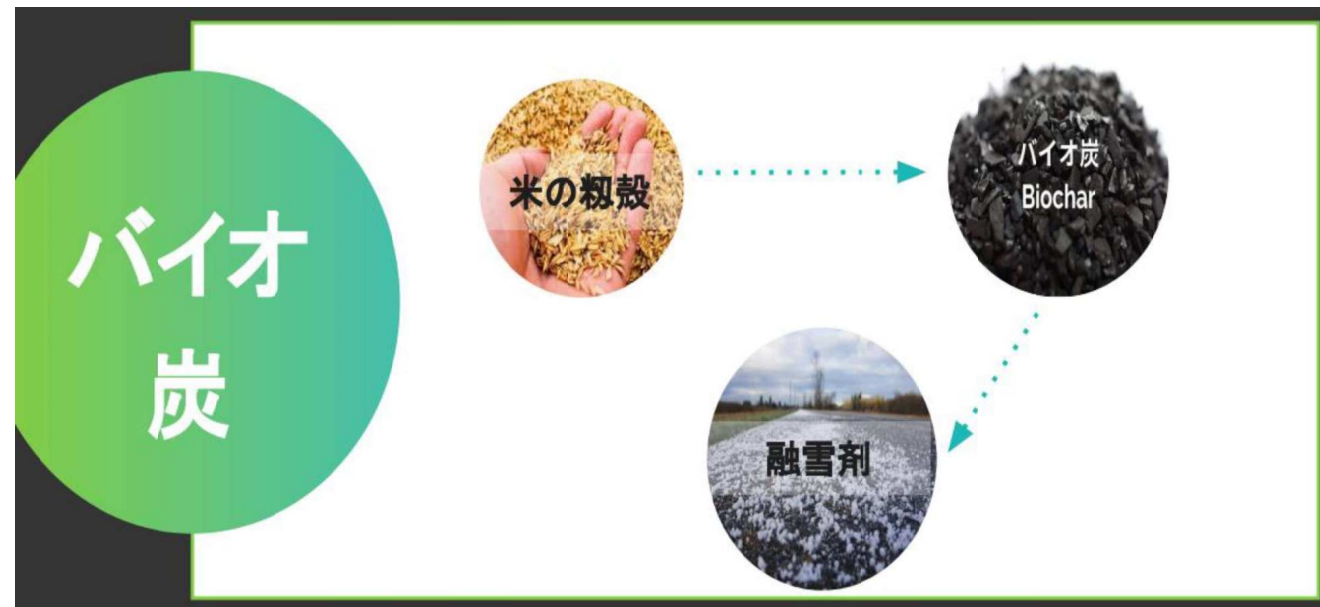 バイオ
炭
米の籾殻
バイオ炭
Biochar
融雪剤